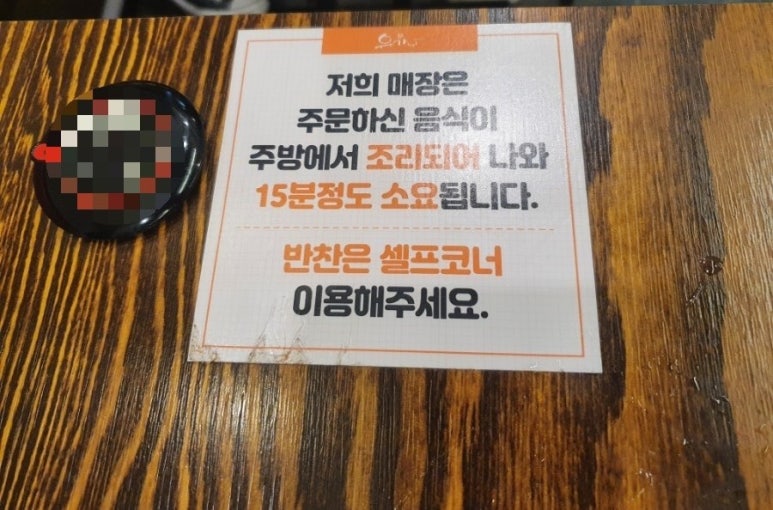 저희 매장은
주문하신 음식이
주방에서 조리되어 나와
15분정도 소요됩니다.
반찬은 셀프코너
이용해주세요.